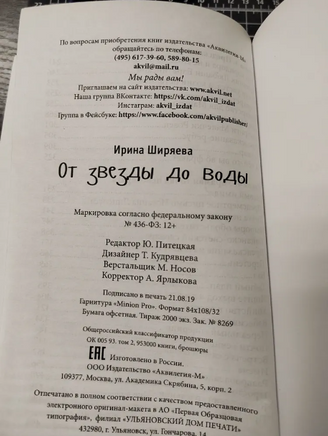 По вопросам приобретения книг издательства «Аквилегия-М»
обращайтесь по телефонам:
(495) 617-39-60, 589-80-15
akvil@mail.ru
Мы рады вам!
Приглашаем на сайт издательства: www.akvil.net
Наша группа ВКонтакте: https://vk.com/akvil_izdat
Инстаграм: akvil_izdat
Группа в Фейсбуке: https://www.facebook.com/akvilpublisher/
Ирина Ширяева
От звезды до воды
Маркировка согласно федеральному закону
№ 436-ФЗ: 12+
Редактор Ю. Питецкая
Дизайнер Т. Кудрявцева
Верстальщик М. Носов
Корректор А. Ярлыкова
Подписано в печать 21.08.19
Гарнитура «Minion Pro». Формат 84х108/32
Бумага офсетная. Тираж 2000 экз. Зак. № 8269
Общероссийский классификатор продукции
ОК 005 93. том 2, 953000 книги, брошюры
ЕАС Изготовлено в России.
ООО Издательство «Аквилегия-М»
109377, Москва, ул. Академика Скрябина, 5, корп. 2
Отпечатано в полном соответствии с качеством предоставленного
электронного оригинал-макета в АО «Первая Образцовая
типография», филиал «УЛЬЯНОВСКИЙ ДОМ ПЕЧАТИ»
432980, г. Ульяновск, ул. Гончарова, 14